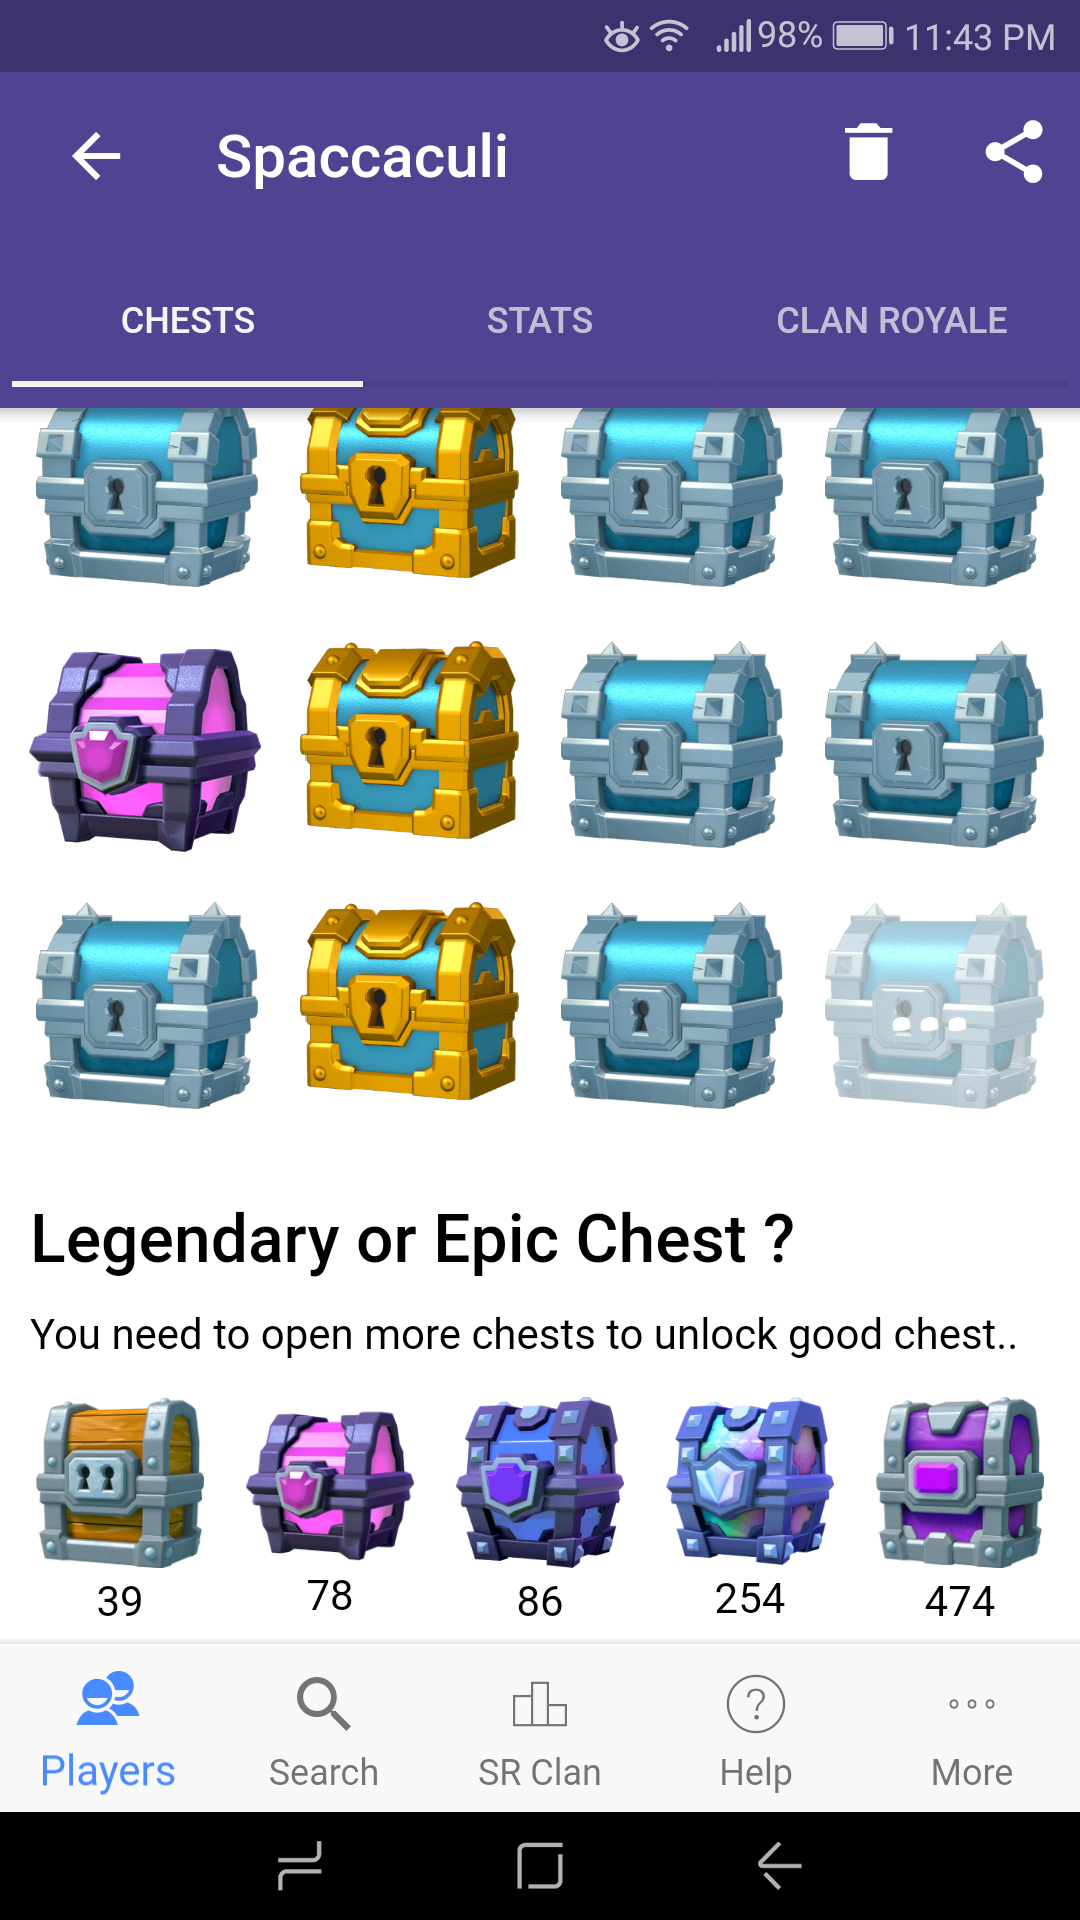 98% 11:43 PM
Spaccaculi
CHESTS STATS CLAN ROYALE
Legendary or Epic Chest ?
You need to open more chests to unlock good chest..
39 78 86 254 474
Players Search SR Clan Help More